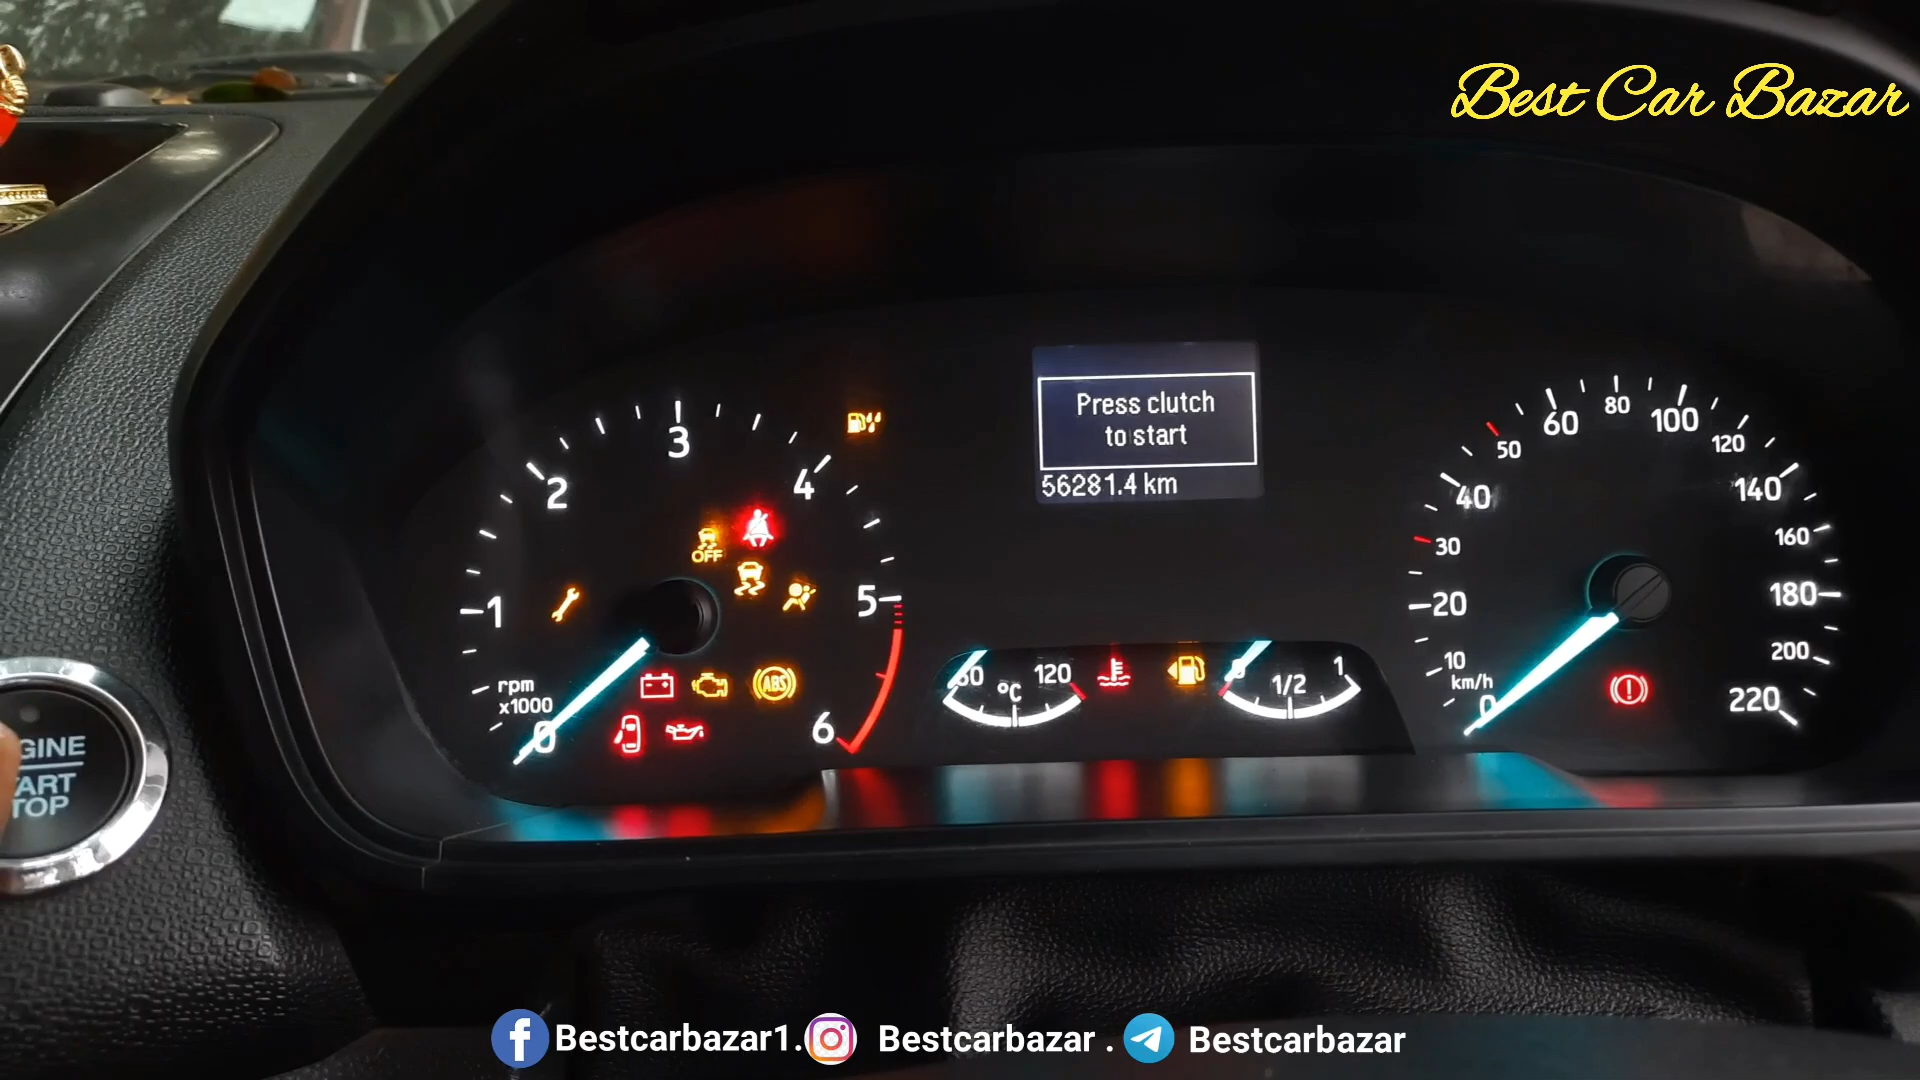 Best Car Bazar
Press clutch
to start
56281.4 km
1
2
3
4
5
6
0
rpm
x1000
OFF
ABS
120
°C
0
1/2
1
0
10
20
30
40
50
60
80
100
120
140
160
180
200
220
km/h
GINE
TART
TOP
Bestcarbazar1.
Bestcarbazar .
Bestcarbazar